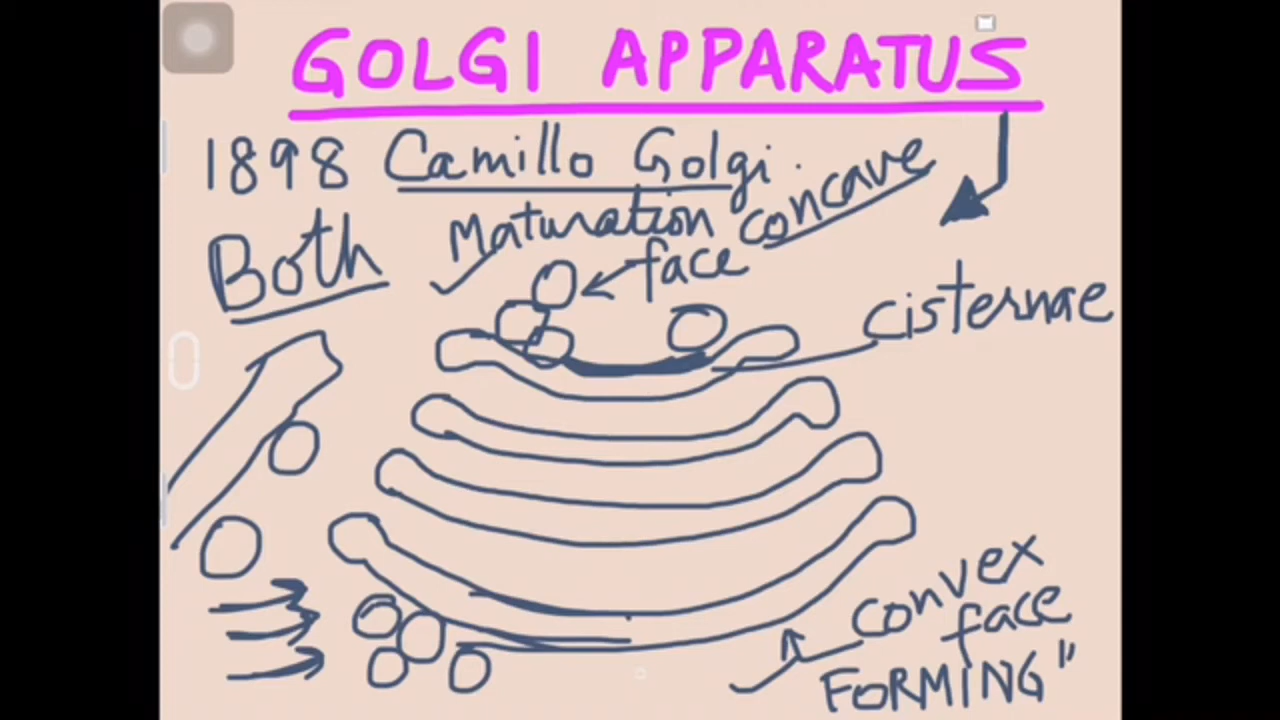 GOLGI APPARATUS
1898 Camillo Golgi.
Both
Maturation face concave
cisternae
convex face
FORMING"